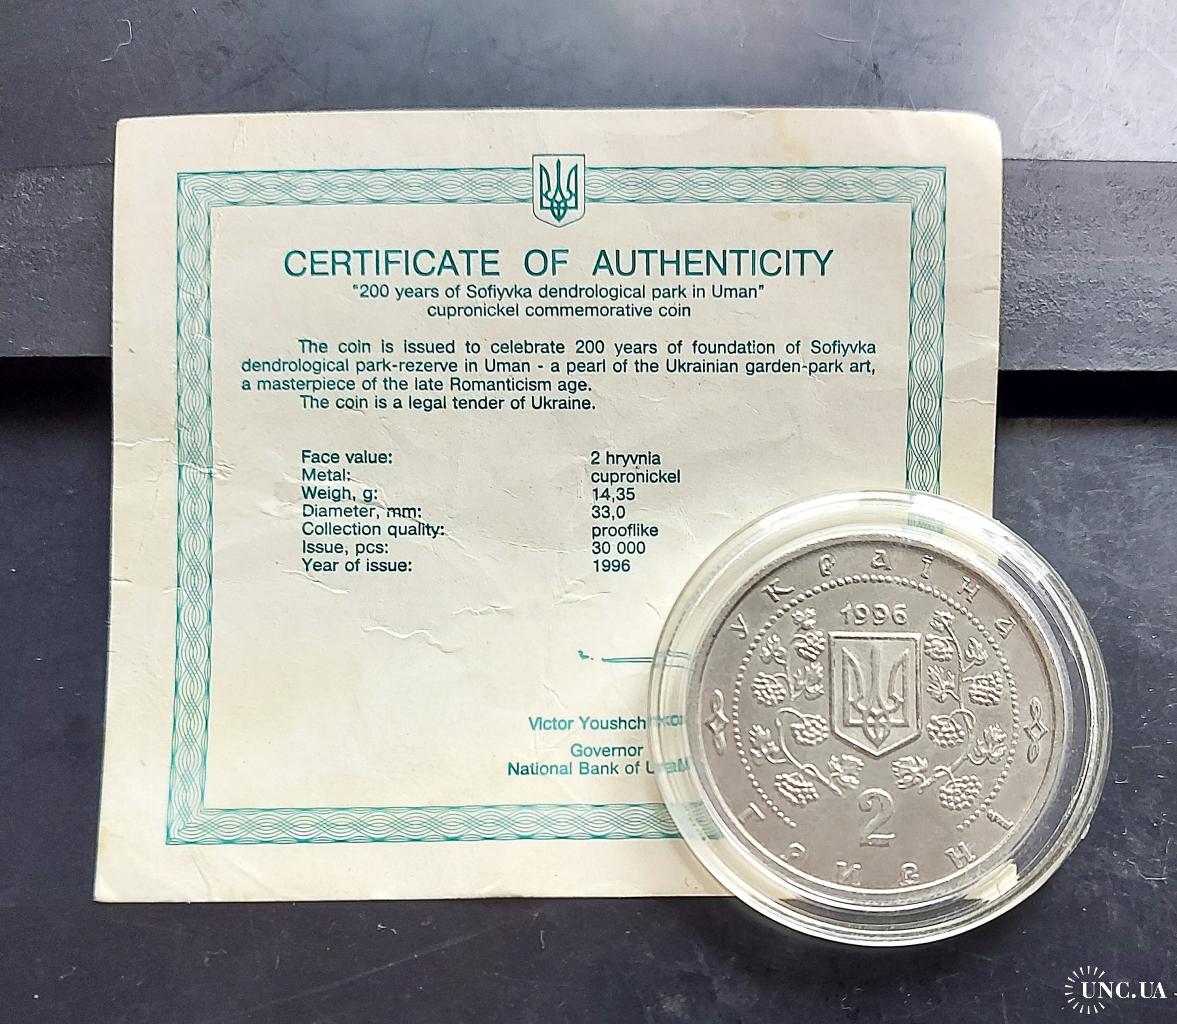 CERTIFICATE OF AUTHENTICITY
"200 years of Sofiyvka dendrological park in Uman"
cupronickel commemorative coin
The coin is issued to celebrate 200 years of foundation of Sofiyvka
dendrological park-rezerve in Uman - a pearl of the Ukrainian garden-park art,
a masterpiece of the late Romanticism age.
The coin is a legal tender of Ukraine.
Face value: 2 hryvnia
Metal: cupronickel
Weigh, g: 14,35
Diameter, mm: 33,0
Collection quality: prooflike
Issue, pcs: 30 000
Year of issue: 1996
Victor
Governor
National Bank of
УКРАЇНА
1996
2
ГРИВНІ
UNC.UA